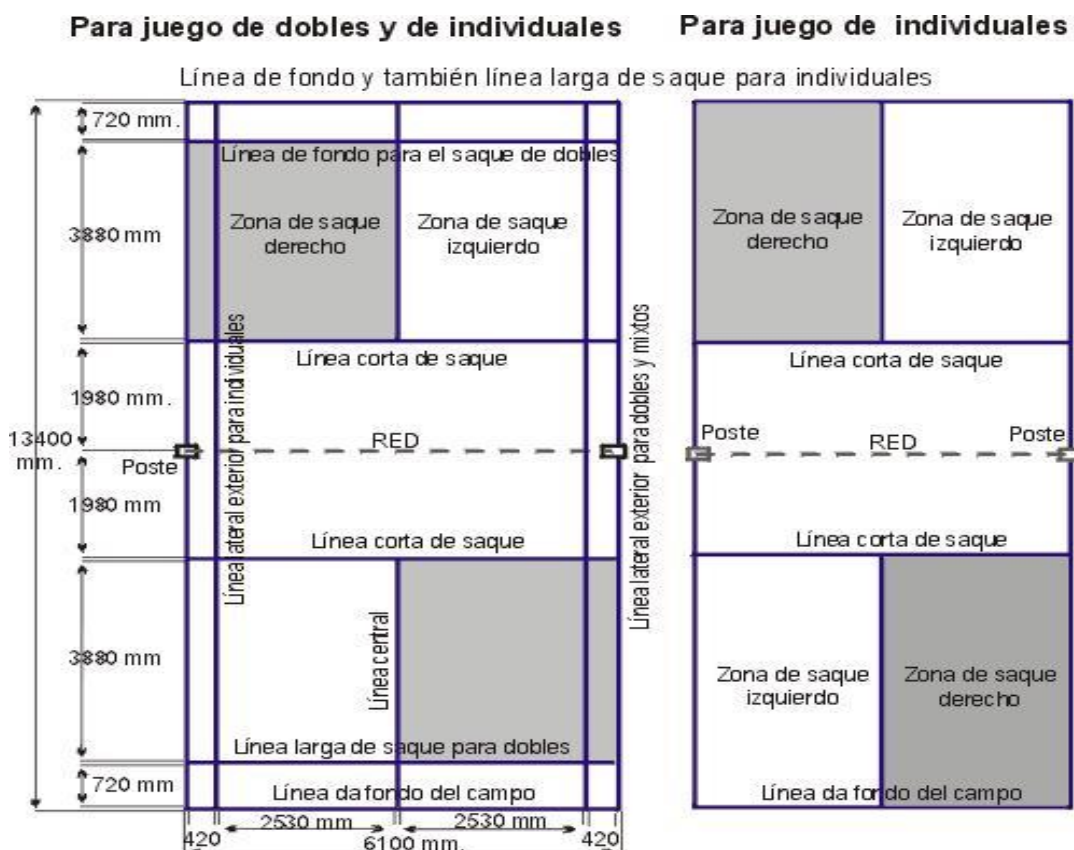 Para juego de dobles y de individuales
Para juego de individuales
Línea de fondo y también línea larga de saque para individuales
720 mm.
Línea de fondo para el saque de dobles
3880 mm
Zona de saque
derecho
Zona de saque
izquierdo
Zona de saque
derecho
Zona de saque
izquierdo
Línea lateral exterior para individuales
Línea lateral exterior para dobles y mixtos
Línea corta de saque
Línea corta de saque
1980 mm.
13400
mm.
Poste
RED
Poste
RED
Poste
1980 mm
Línea corta de saque
Línea corta de saque
3880 mm
Línea central
Zona de saque
izquierdo
Zona de saque
derecho
Línea larga de saque para dobles
720 mm
Línea da fondo del campo
Línea da fondo del campo
420
2530 mm
2530 mm
420
6100 mm.